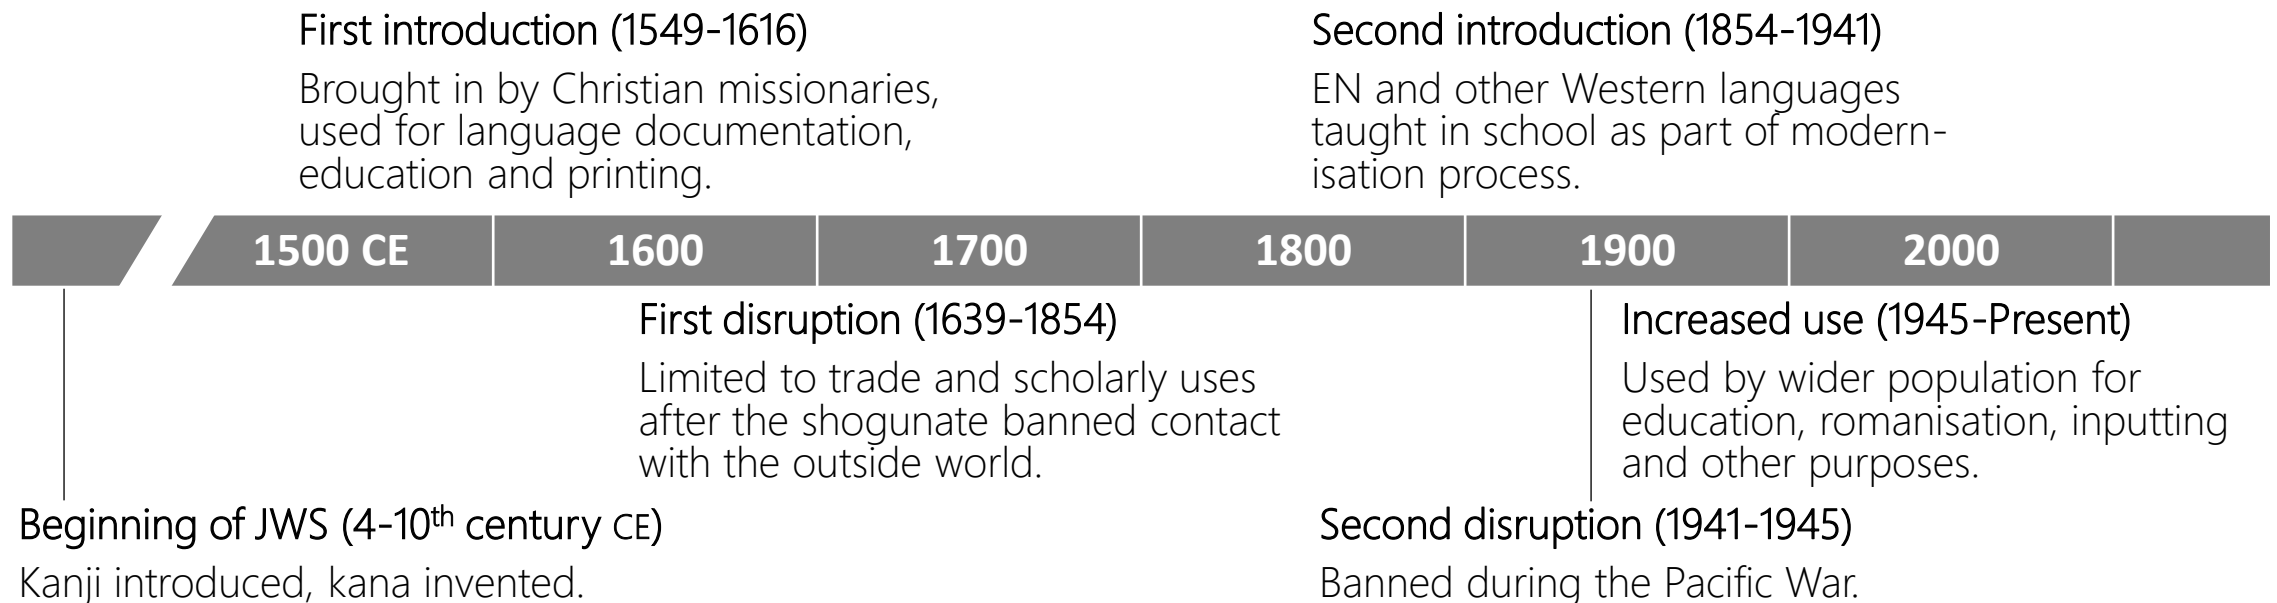 First introduction (1549-1616)
Brought in by Christian missionaries,
used for language documentation,
education and printing.
Second introduction (1854-1941)
EN and other Western languages
taught in school as part of modern-
isation process.
1500 CE
1600
1700
1800
1900
2000
First disruption (1639-1854)
Limited to trade and scholarly uses
after the shogunate banned contact
with the outside world.
Increased use (1945-Present)
Used by wider population for
education, romanisation, inputting
and other purposes.
Beginning of JWS (4-10th century CE)
Kanji introduced, kana invented.
Second disruption (1941-1945)
Banned during the Pacific War.